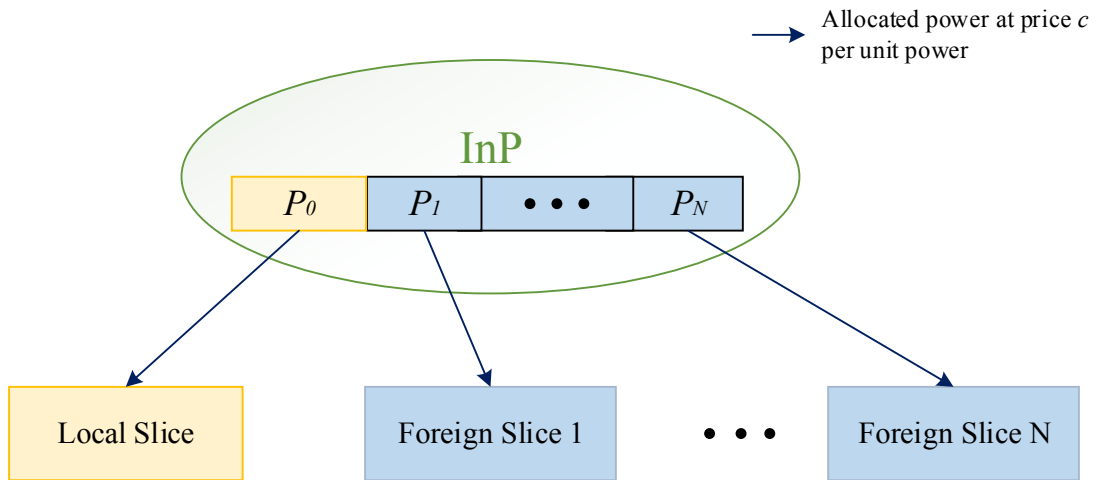 Allocated power at price c
per unit power
InP
P0 P1 • • • PN
Local Slice Foreign Slice 1 • • • Foreign Slice N